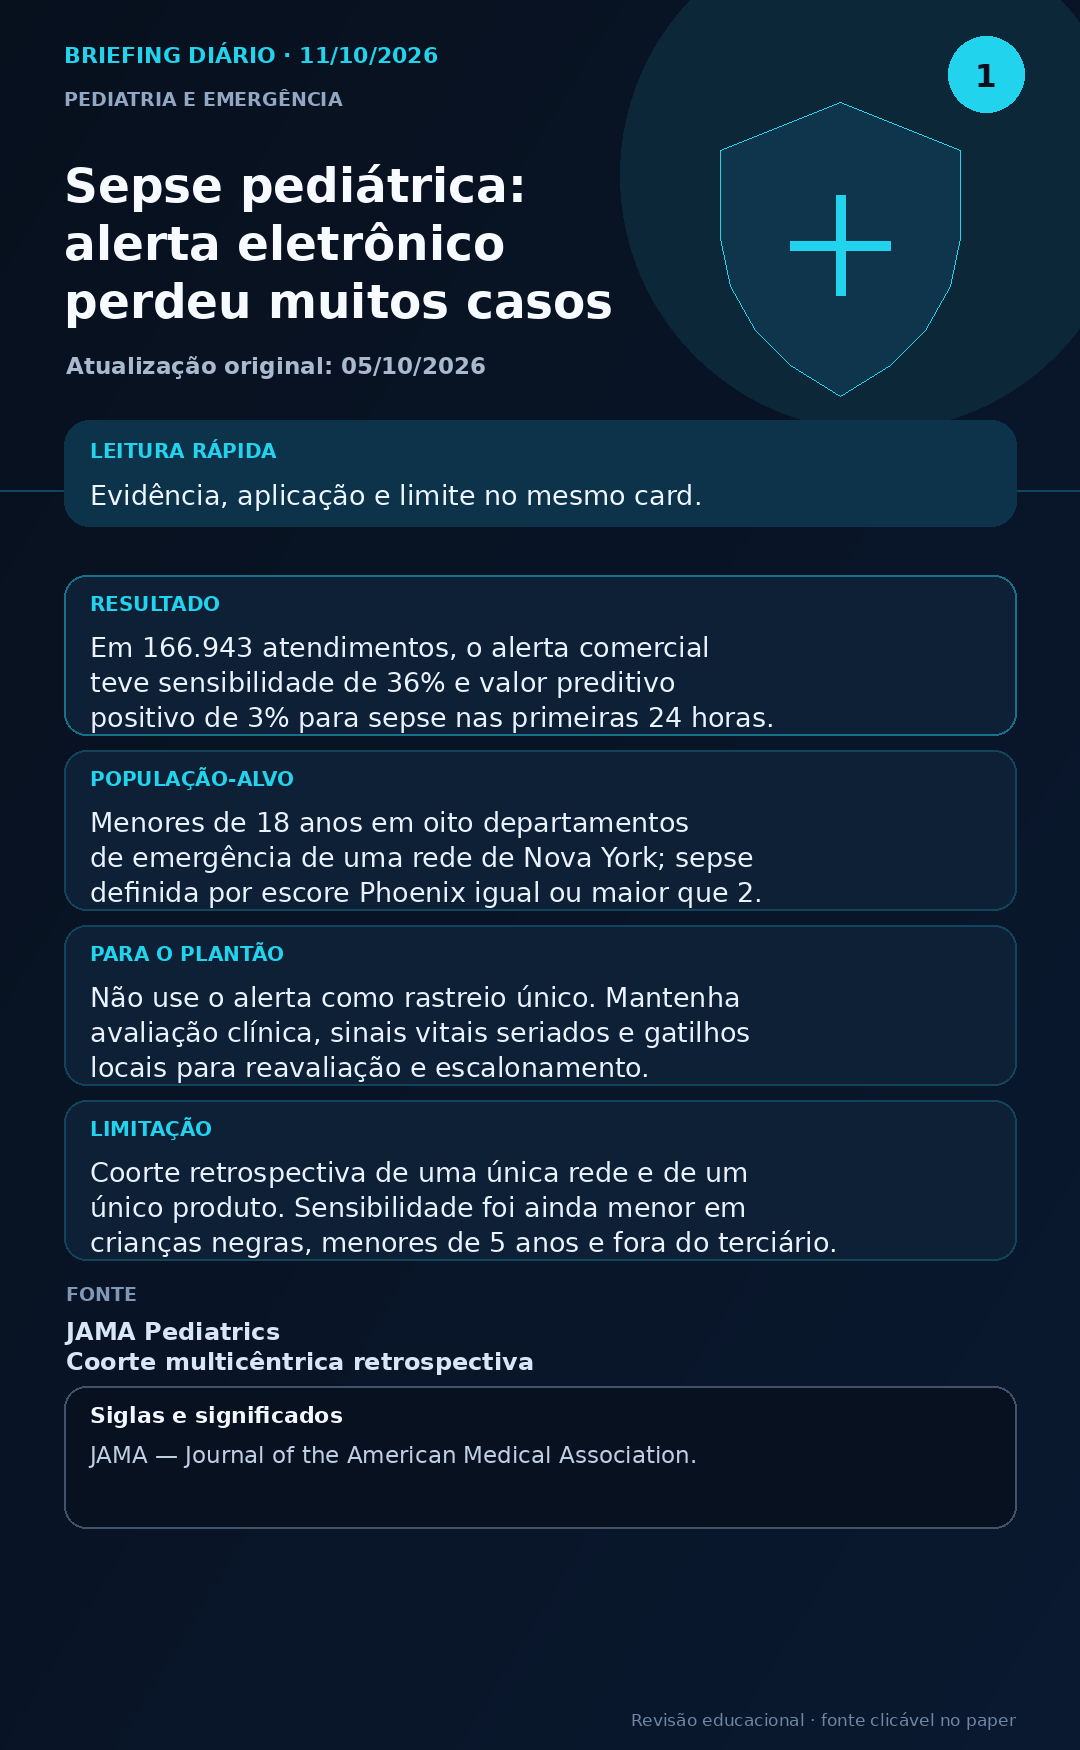 BRIEFING DIÁRIO · 11/10/2026
1
PEDIATRIA E EMERGÊNCIA
Sepse pediátrica:
alerta eletrônico
perdeu muitos casos
Atualização original: 05/10/2026
LEITURA RÁPIDA
Evidência, aplicação e limite no mesmo card.
RESULTADO
Em 166.943 atendimentos, o alerta comercial
teve sensibilidade de 36% e valor preditivo
positivo de 3% para sepse nas primeiras 24 horas.
POPULAÇÃO-ALVO
Menores de 18 anos em oito departamentos
de emergência de uma rede de Nova York; sepse
definida por escore Phoenix igual ou maior que 2.
PARA O PLANTÃO
Não use o alerta como rastreio único. Mantenha
avaliação clínica, sinais vitais seriados e gatilhos
locais para reavaliação e escalonamento.
LIMITAÇÃO
Coorte retrospectiva de uma única rede e de um
único produto. Sensibilidade foi ainda menor em
crianças negras, menores de 5 anos e fora do terciário.
FONTE
JAMA Pediatrics
Coorte multicêntrica retrospectiva
Siglas e significados
JAMA — Journal of the American Medical Association.
Revisão educacional · fonte clicável no paper